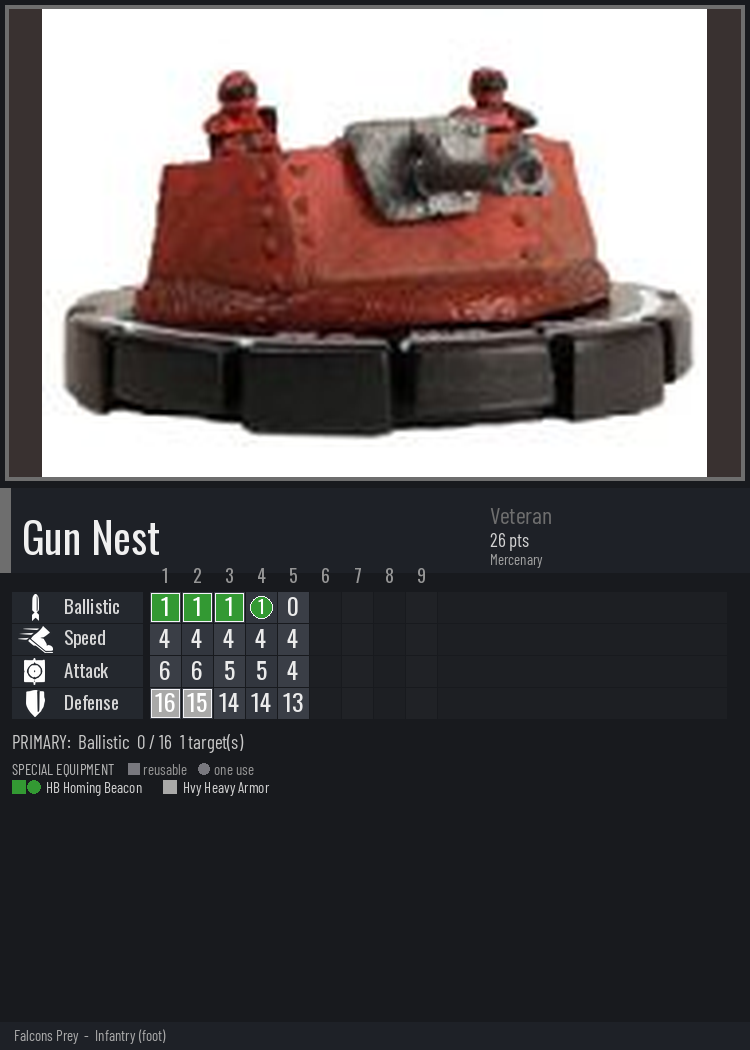 Gun Nest
Veteran
26 pts
Mercenary
1 2 3 4 5 6 7 8 9
Ballistic 1 1 1 1 0
Speed 4 4 4 4 4
Attack 6 6 5 5 4
Defense 16 15 14 14 13
PRIMARY: Ballistic 0 / 16 1 target(s)
SPECIAL EQUIPMENT reusable one use
HB Homing Beacon Hvy Heavy Armor
Falcons Prey - Infantry (foot)